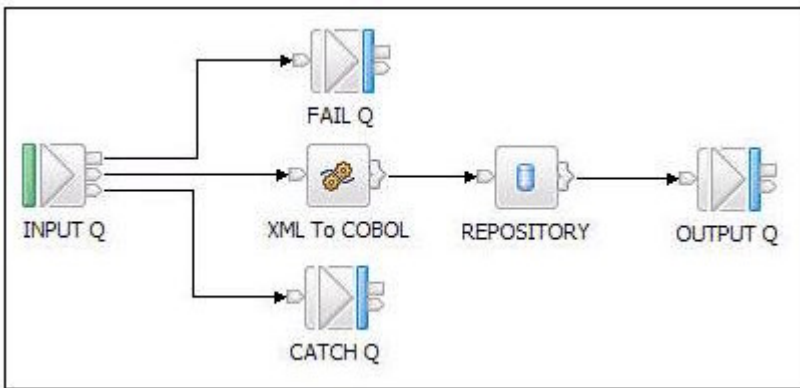 FAIL Q
INPUT Q
XML To COBOL
REPOSITORY
OUTPUT Q
CATCH Q